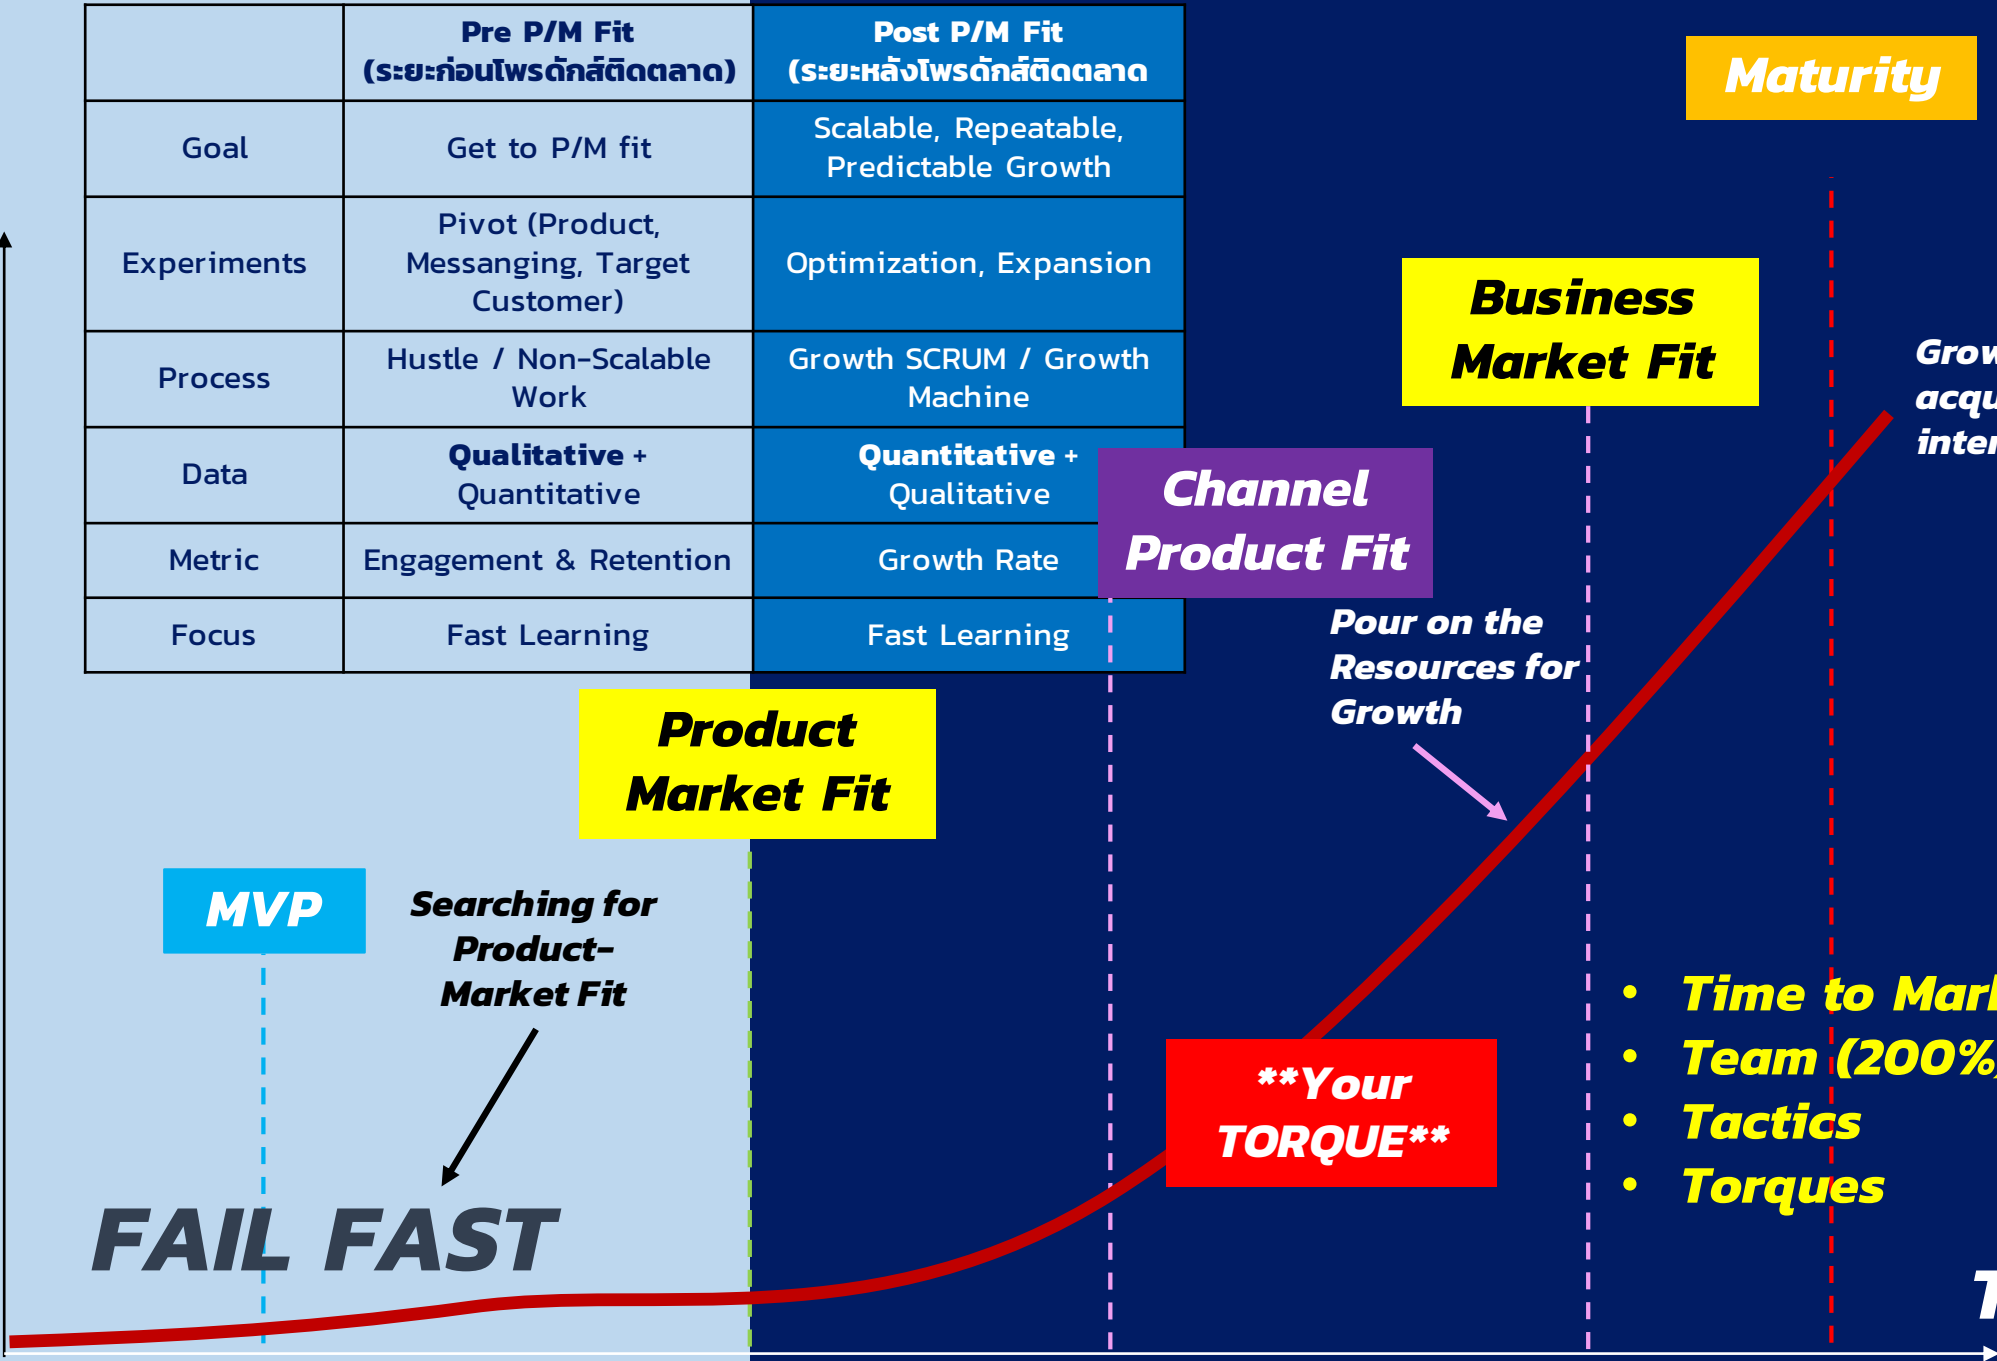 Pre P/M Fit
(ระยะก่อนโพรดักส์ติดตลาด)
Post P/M Fit
(ระยะหลังโพรดักส์ติดตลาด
Goal
Get to P/M fit
Scalable, Repeatable,
Predictable Growth
Experiments
Pivot (Product,
Messanging, Target
Customer)
Optimization, Expansion
Process
Hustle / Non-Scalable
Work
Growth SCRUM / Growth
Machine
Data
Qualitative +
Quantitative
Quantitative +
Qualitative
Metric
Engagement & Retention
Growth Rate
Focus
Fast Learning
Fast Learning
Maturity
Business
Market Fit
Channel
Product Fit
Pour on the
Resources for
Growth
Product
Market Fit
MVP
Searching for
Product-
Market Fit
FAIL FAST
**Your
TORQUE**
• Time to
• Team (200%
• Tactics
• Torques